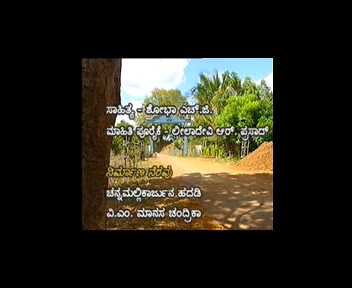 ಸಾಹಿತ್ಯ - ಶೋಭಾ ಎಚ್.ಜಿ.
ಮಾಹಿತಿ ಪೂರೈಕೆ - ಲೀಲಾದೇವಿ ಆರ್. ಪ್ರಸಾದ್
ನಿರ್ಮಾಣ ನೆರವು
ಚನ್ನಮಲ್ಲಿಕಾರ್ಜುನ ಹದಡಿ
ವಿ.ಎಂ. ಮಾನಸ ಚಂದ್ರಿಕಾ